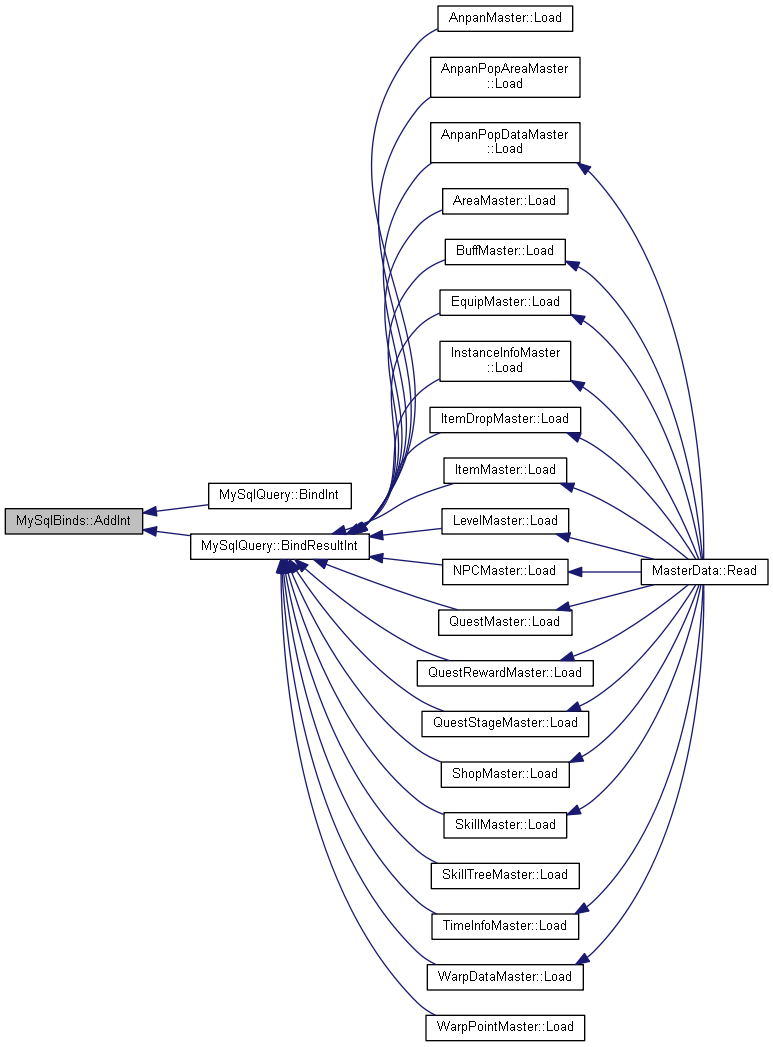 AnpanMaster::Load
AnpanPopAreaMaster
::Load
AnpanPopDataMaster
::Load
AreaMaster::Load
BuffMaster::Load
EquipMaster::Load
InstanceInfoMaster
::Load
ItemDropMaster::Load
ItemMaster::Load
MySqlQuery::BindInt
MySqlBinds::AddInt
LevelMaster::Load
MySqlQuery::BindResultInt
NPCMaster::Load
MasterData::Read
QuestMaster::Load
QuestRewardMaster::Load
QuestStageMaster::Load
ShopMaster::Load
SkillMaster::Load
SkillTreeMaster::Load
TimeInfoMaster::Load
WarpDataMaster::Load
WarpPointMaster::Load